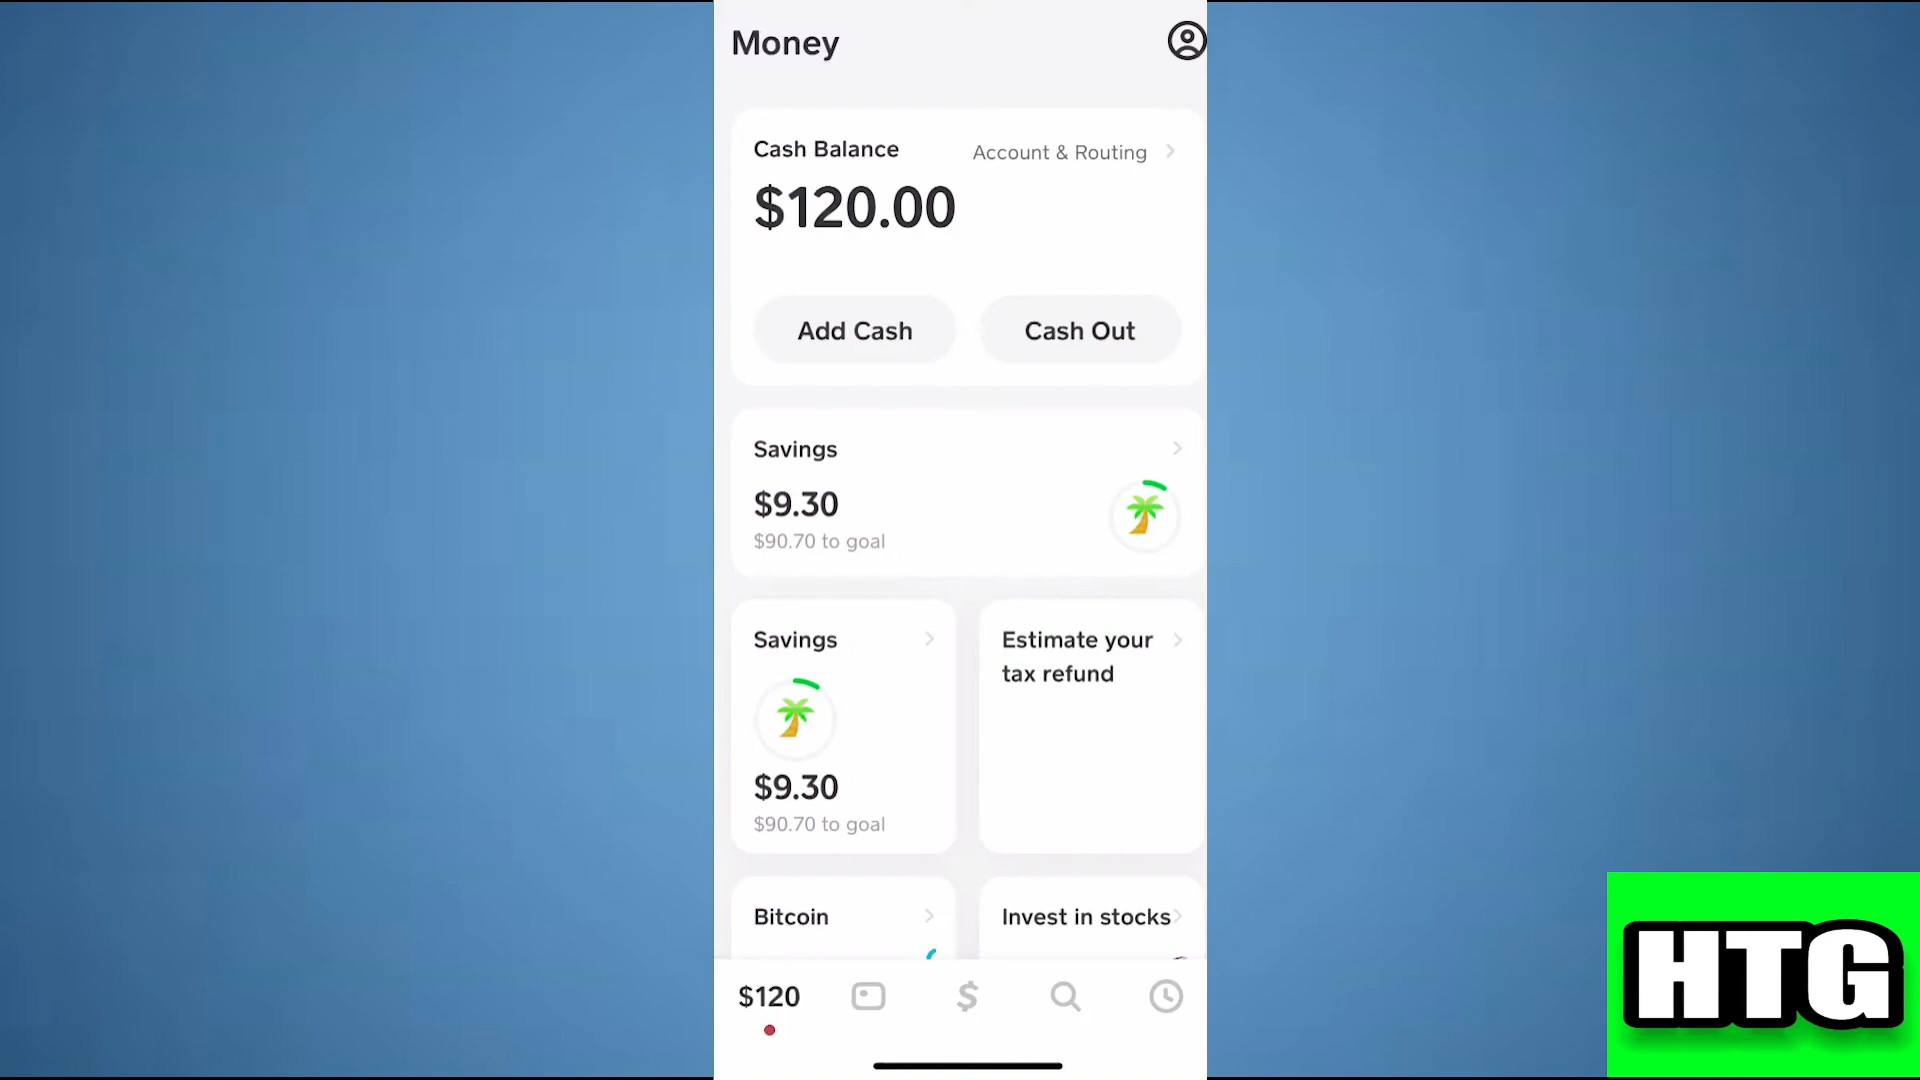 Money
Cash Balance
Account & Routing
$120.00
Add Cash
Cash Out
Savings
$9.30
$90.70 to goal
Savings
$9.30
$90.70 to goal
Estimate your
tax refund
Bitcoin
Invest in stocks
$120
HTG